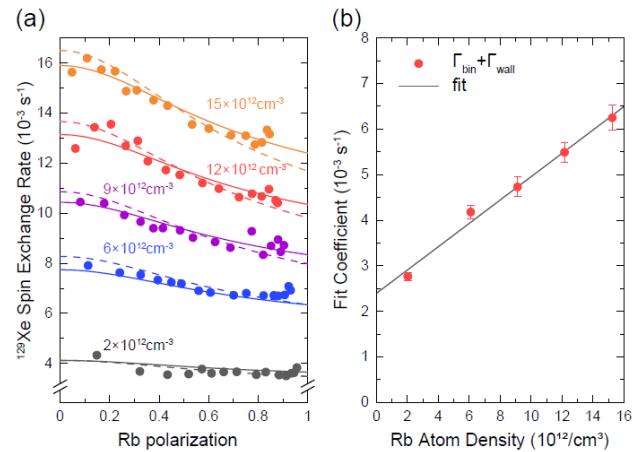 (a)
16
14
12
10
8
6
4
¹²⁹Xe Spin Exchange Rate (10⁻³ s⁻¹)
15×10¹²cm⁻³
12×10¹²cm⁻³
9×10¹²cm⁻³
6×10¹²cm⁻³
2×10¹²cm⁻³
0 0.2 0.4 0.6 0.8 1
Rb polarization
(b)
8
7
6
5
4
3
2
1
0
Fit Coefficient (10⁻³ s⁻¹)
Γbin+Γwall
fit
0 2 4 6 8 10 12 14 16
Rb Atom Density (10¹²/cm³)